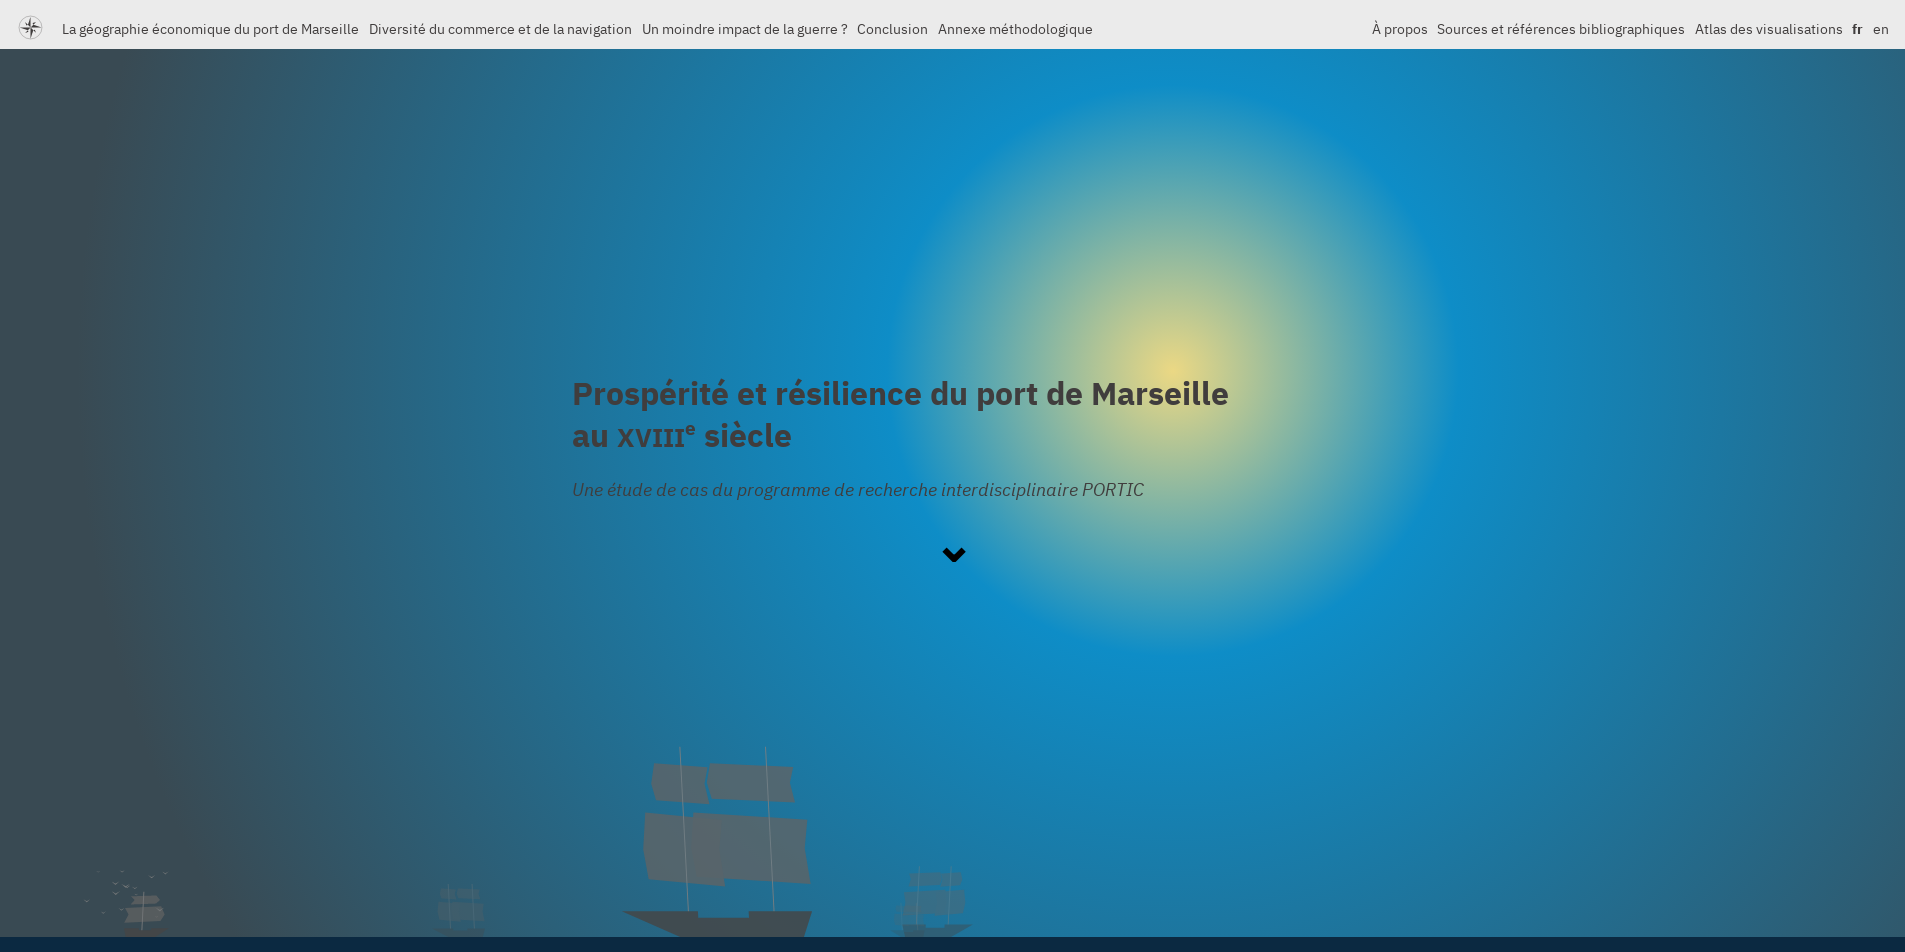 La géographie économique du port de Marseille Diversité du commerce et de la navigation Un moindre impact de la guerre ? Conclusion Annexe méthodologique À propos Sources et références bibliographiques Atlas des visualisations fr en
Prospérité et résilience du port de Marseille
au XVIIIe siècle
Une étude de cas du programme de recherche interdisciplinaire PORTIC